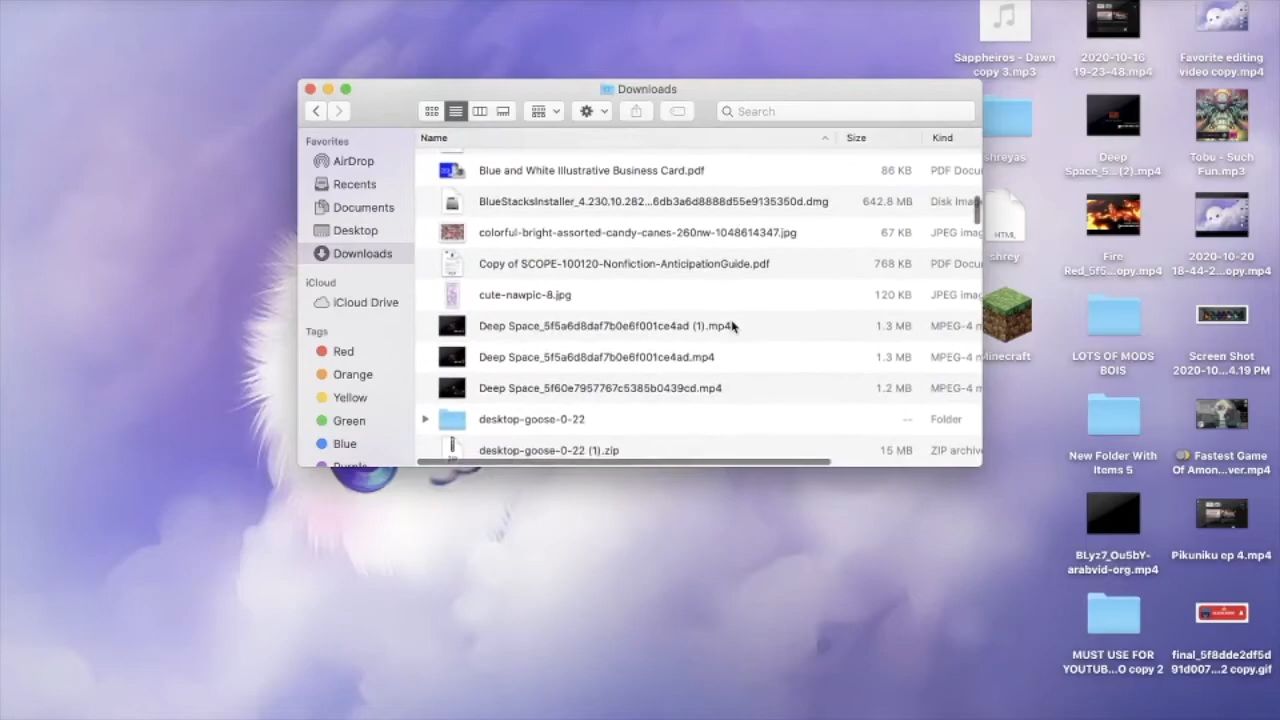 Downloads
Search
Favorites
AirDrop
Recents
Documents
Desktop
Downloads
iCloud
iCloud Drive
Tags
Red
Orange
Yellow
Green
Blue
Purple
Name Size Kind
Blue and White Illustrative Business Card.pdf 86 KB PDF Docu
BlueStacksInstaller_4.230.10.282...6db3a6d8888d55e9135350d.dmg 642.8 MB Disk Imag
colorful-bright-assorted-candy-canes-260nw-1048614347.jpg 67 KB JPEG imag
Copy of SCOPE-100120-Nonfiction-AnticipationGuide.pdf 768 KB PDF Docu
cute-nawpic-8.jpg 120 KB JPEG imag
Deep Space_5f5a6d8daf7b0e6f001ce4ad (1).mp4 1.3 MB MPEG-4 m
Deep Space_5f5a6d8daf7b0e6f001ce4ad.mp4 1.3 MB MPEG-4 m
Deep Space_5f60e7957767c5385b0439cd.mp4 1.2 MB MPEG-4 m
desktop-goose-0-22 -- Folder
desktop-goose-0-22 (1).zip 15 MB ZIP archiv
Sappheiros - Dawn
copy 3.mp3
2020-10-16
19-23-48.mp4
Favorite editing
video copy.mp4
shreyas
Deep
Space_5...(2).mp4
Tobu - Such
Fun.mp3
HTML
shrey
Fire
Red_5f5...opy.mp4
2020-10-20
18-44-2...opy.mp4
Minecraft
LOTS OF MODS
BOIS
Screen Shot
2020-10...4.19 PM
New Folder With
Items 5
Fastest Game
Of Amon...ver.mp4
BLyz7_Ou5bY-
arabvid-org.mp4
Pikuniku ep 4.mp4
MUST USE FOR
YOUTUB...O copy 2
final_5f8dde2df5d
91d007...2 copy.gif